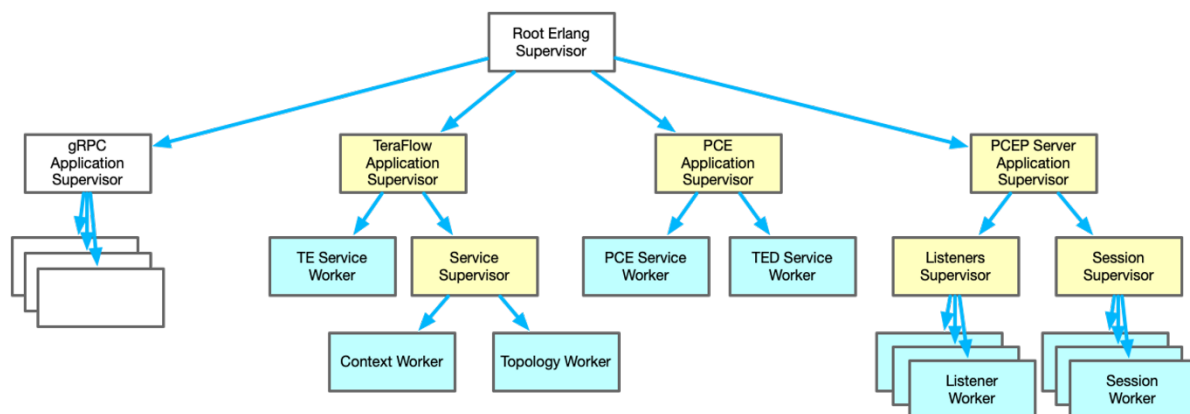 Root Erlang
Supervisor
gRPC
Application
Supervisor
TeraFlow
Application
Supervisor
PCE
Application
Supervisor
PCEP Server
Application
Supervisor
TE Service
Worker
Service
Supervisor
PCE Service
Worker
TED Service
Worker
Listeners
Supervisor
Session
Supervisor
Context Worker
Topology Worker
Listener
Worker
Session
Worker